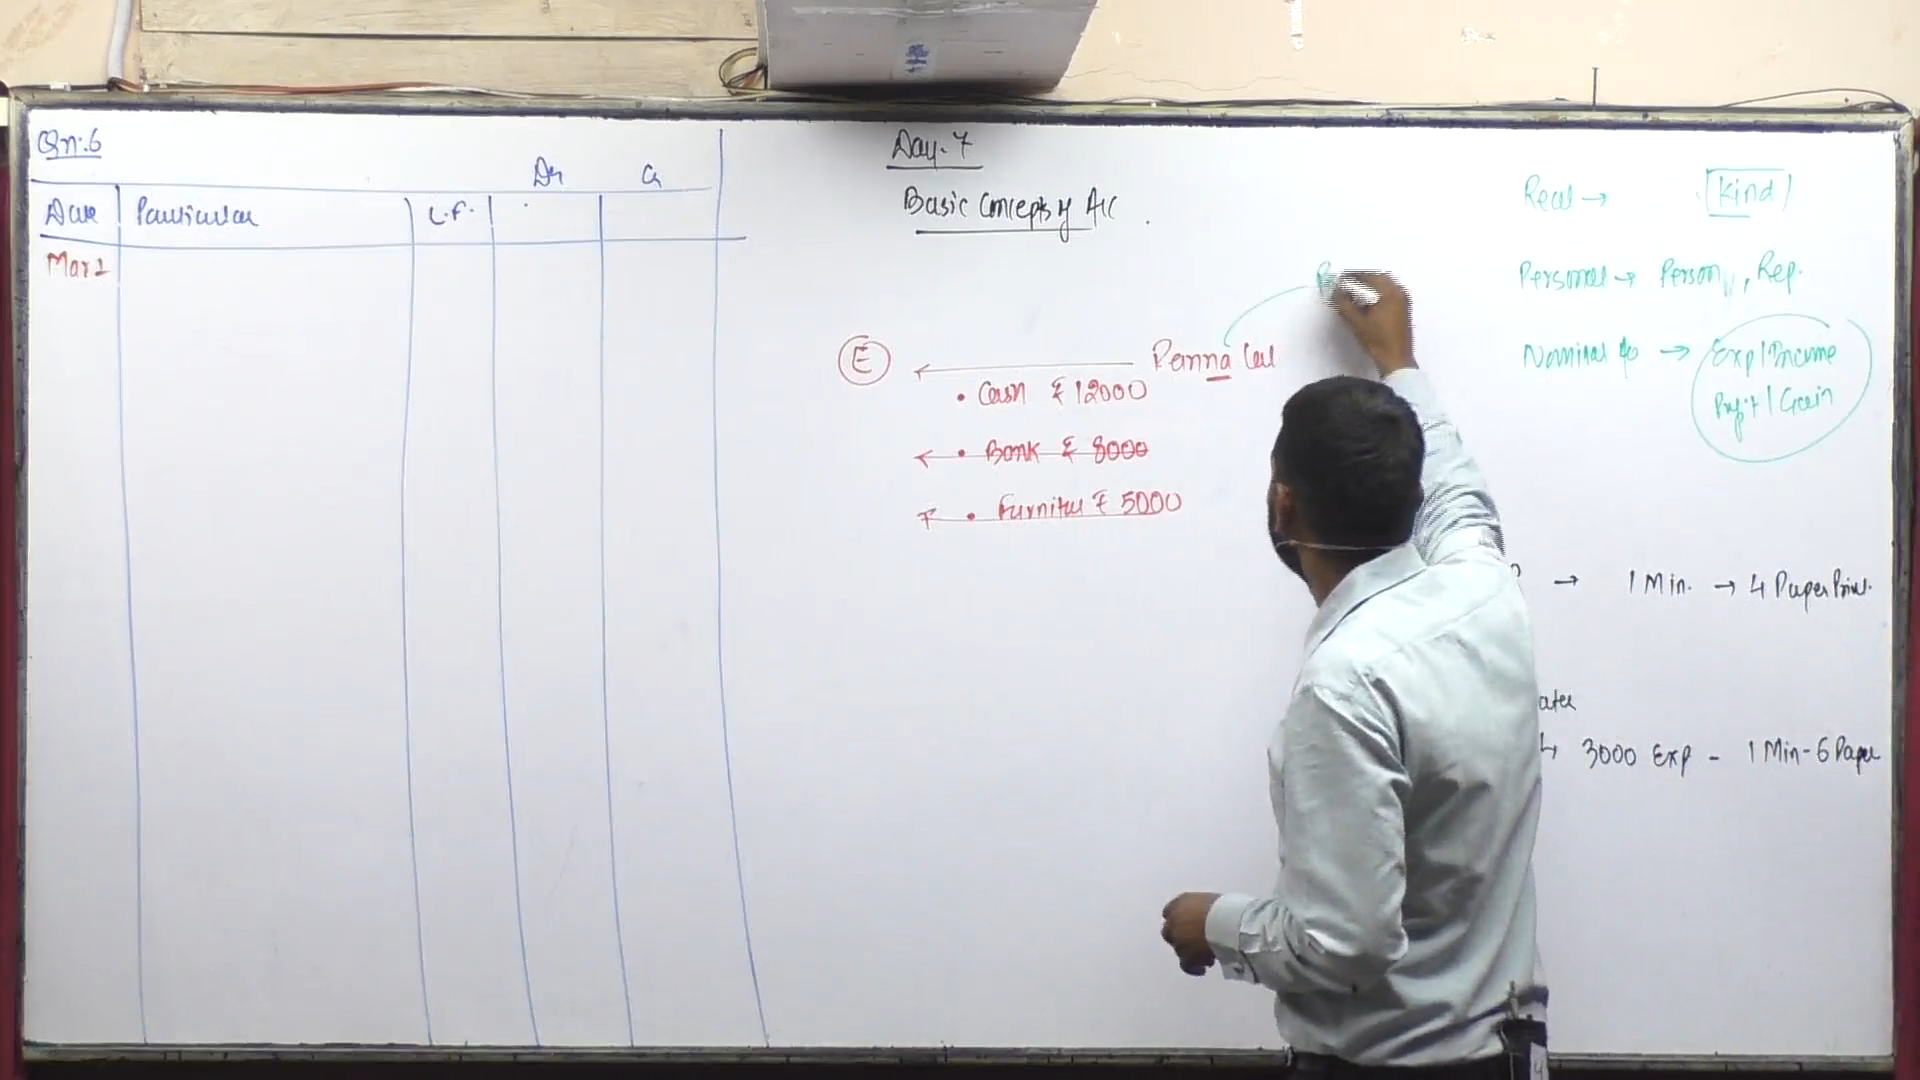 Qn:6
Dr Cr
Date Particular L.F.
Mar 1
Day. 7
Basic Concepts of A/C
E
Panna Lal
• Cash ₹ 12000
• Bank ₹ 8000
• Furniture ₹ 5000
Real → Kind
Personal → Person, Rep.
Nominal A/c → Exp/Income
Profit/Gain
→ 1 Min. → 4 Paper Print.
↳ 3000 Exp - 1 Min-6 Paper